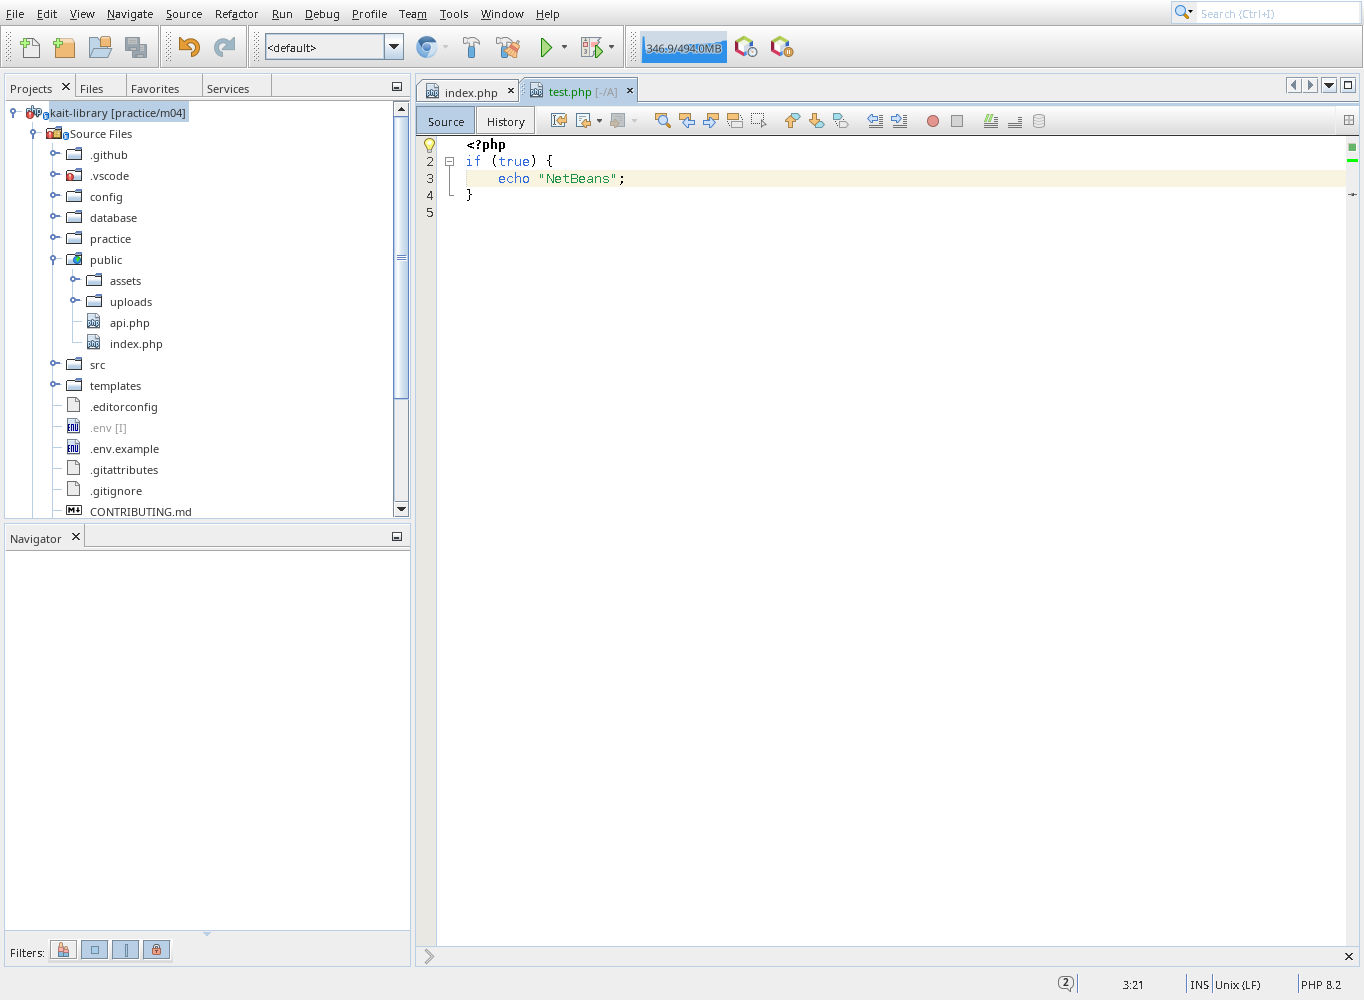 File Edit View Navigate Source Refactor Run Debug Profile Team Tools Window Help
Search (Ctrl+I)
<default>
346.9/494.0MB
Projects Files Favorites Services
kait-library [practice/m04]
Source Files
.github
.vscode
config
database
practice
public
assets
uploads
api.php
index.php
src
templates
.editorconfig
.env [I]
.env.example
.gitattributes
.gitignore
CONTRIBUTING.md
Navigator
Filters:
index.php test.php [-/A]
Source History
<?php
2 if (true) {
3 echo "NetBeans";
4 }
5
2 3:21 INS Unix (LF) PHP 8.2